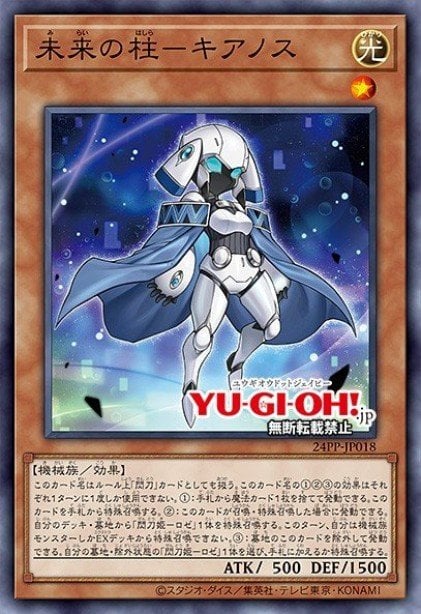 未来の柱－キアノス
光
ユウギオウドットジェイピー
YU-GI-OH!.jp
無断転載禁止
24PP-JP018
【機械族／効果】
このカード名はルール上「閃刀」カードとしても扱う。このカード名の①②③の効果はそ
れぞれ１ターンに１度しか使用できない。①：手札から魔法カード１枚を捨てて発動できる。こ
のカードを手札から特殊召喚する。②：このカードが召喚・特殊召喚した場合に発動できる。
自分のデッキ・墓地から「閃刀姫－ロゼ」１体を特殊召喚する。このターン、自分は機械族
モンスターしかEXデッキから特殊召喚できない。③：墓地のこのカードを除外して発動で
きる。自分の墓地・除外状態の「閃刀姫－ロゼ」１体を選び、手札に加えるか特殊召喚する。
ATK/ 500 DEF/1500
©スタジオ・ダイス/集英社・テレビ東京・KONAMI